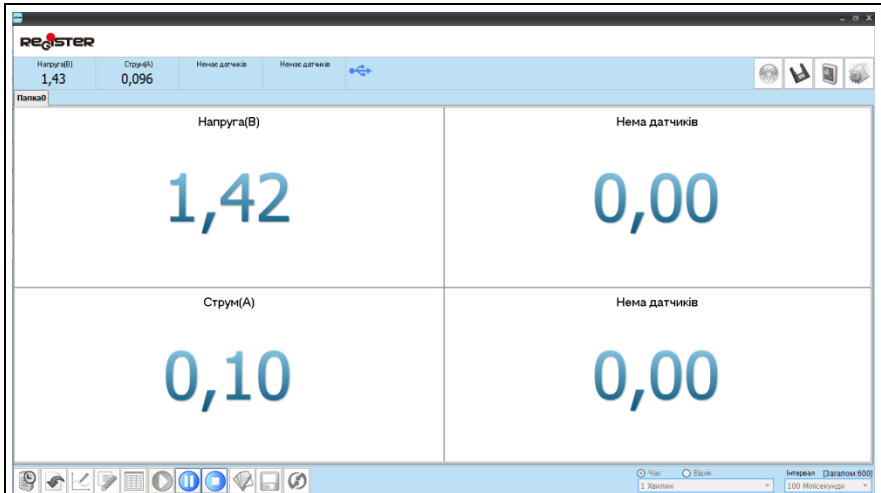 REGISTER
Напруга(В) Струм(А) Немає датчиків Немає датчиків
1,43 0,096
Папка0
Напруга(В) Нема датчиків
1,42 0,00
Струм(А) Нема датчиків
0,10 0,00
Час Відлік Інтервал [Загалом:600]
1 Хвилин 100 Мілісекунди